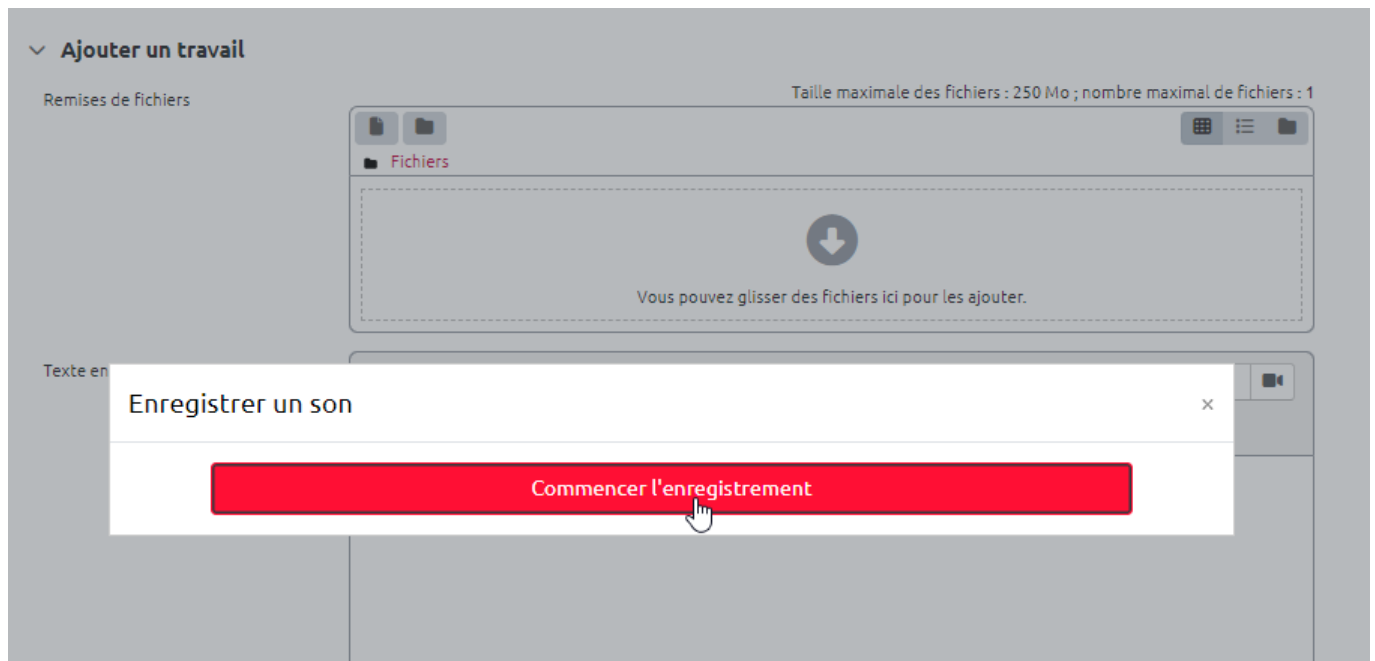 Ajouter un travail
Remises de fichiers
Taille maximale des fichiers : 250 Mo ; nombre maximal de fichiers : 1
Fichiers
Vous pouvez glisser des fichiers ici pour les ajouter.
Texte en
Enregistrer un son
×
Commencer l'enregistrement